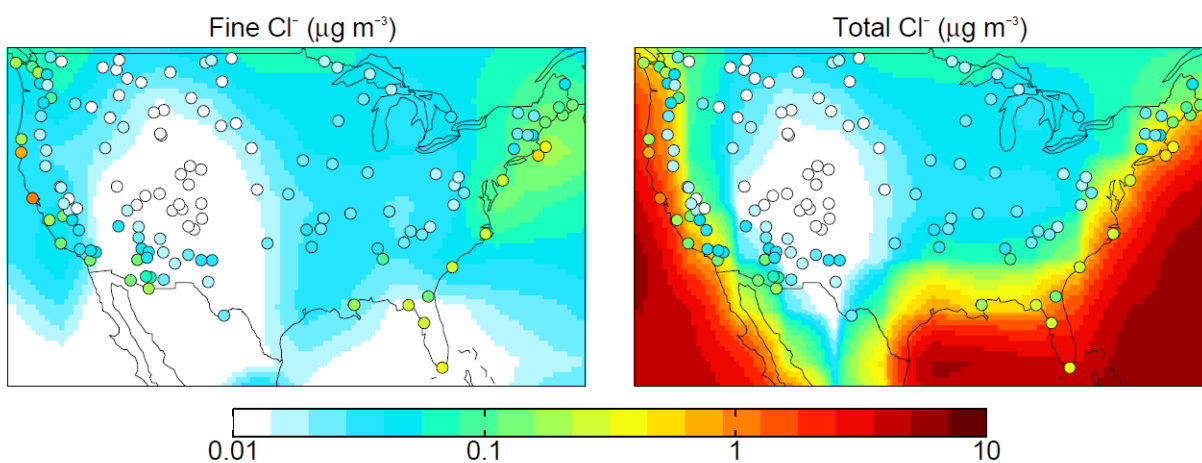 Fine Cl⁻ (μg m⁻³)
Total Cl⁻ (μg m⁻³)
0.01 0.1 1 10